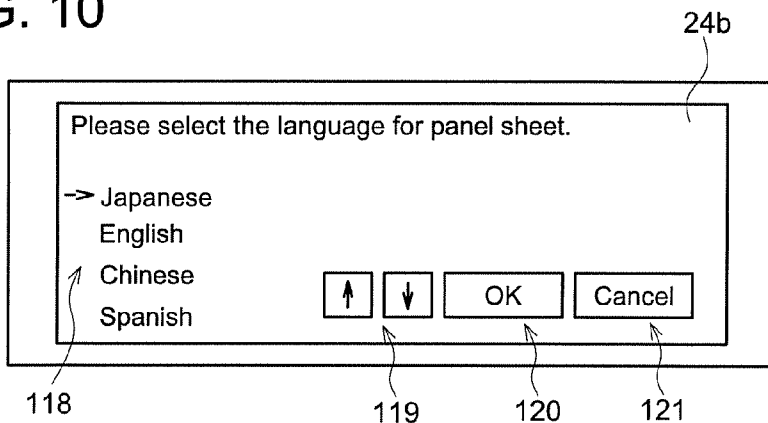 G. 10
24b
Please select the language for panel sheet.
Japanese
English
Chinese
Spanish
OK
Cancel
118
119
120
121